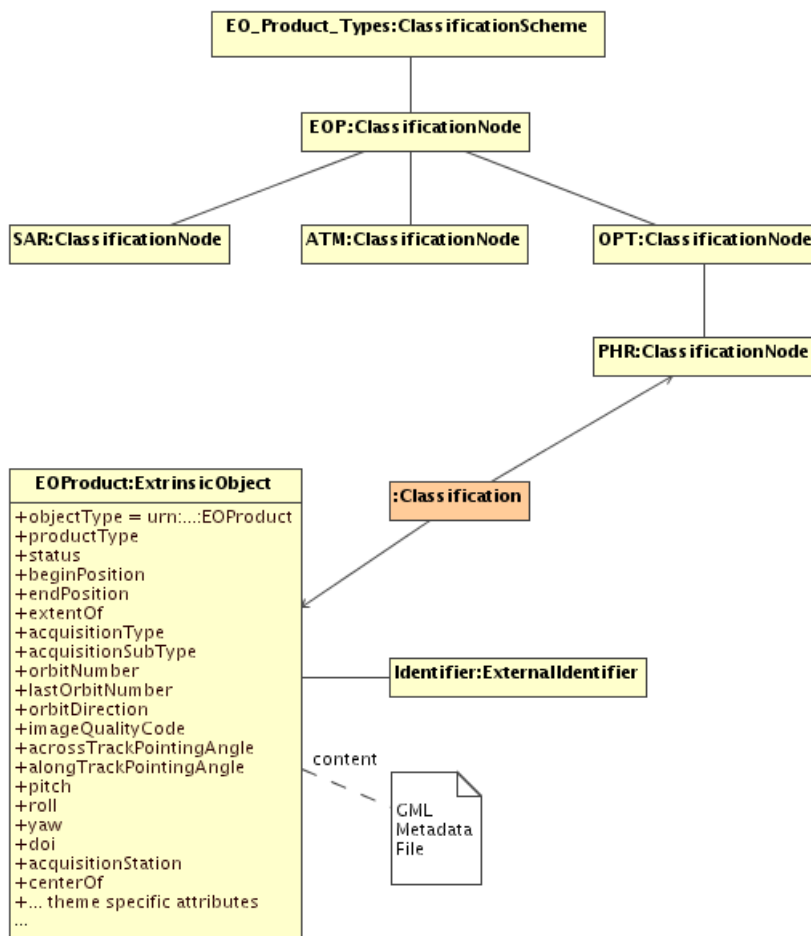 EO_Product_Types:ClassificationScheme
EOP:ClassificationNode
SAR:ClassificationNode
ATM:ClassificationNode
OPT:ClassificationNode
PHR:ClassificationNode
:Classification
EOProduct:ExtrinsicObject
+objectType = urn:...:EOProduct
+productType
+status
+beginPosition
+endPosition
+extentOf
+acquisitionType
+acquisitionSubType
+orbitNumber
+lastOrbitNumber
+orbitDirection
+imageQualityCode
+acrossTrackPointingAngle
+alongTrackPointingAngle
+pitch
+roll
+yaw
+doi
+acquisitionStation
+centerOf
+... theme specific attributes
...
Identifier:ExternalIdentifier
content
GML
Metadata
File